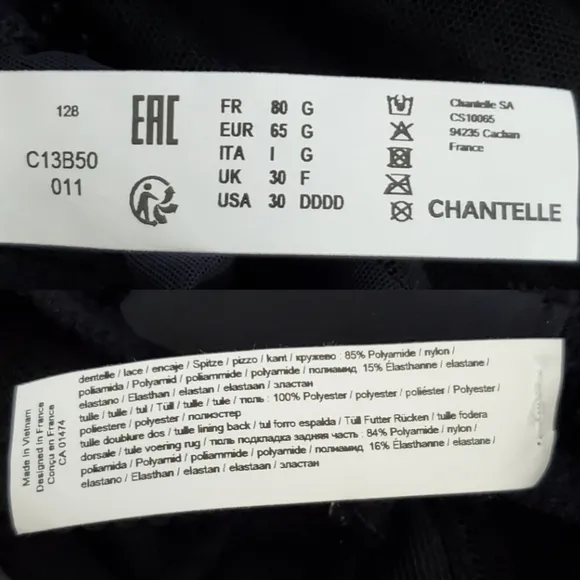 128
C13B50
011
EAC
FR 80 G
EUR 65 G
ITA I G
UK 30 F
USA 30 DDDD
Chantelle SA
CS10065
94235 Cachan
France
CHANTELLE
Made in Vietnam
Designed in France
Conçu en France
CA 01474
dentelle / lace / encaje / Spitze / pizzo / kant / кружево : 85% Polyamide / nylon /
poliamida / Polyamid / poliammide / polyamide / полиамид 15% Élasthanne / elastane /
elastano / Elasthan / elastan / elastaan / эластан
tulle / tulle / tul / Tüll / tulle / tule / тюль : 100% Polyester / polyester / poliéster / Polyester /
poliestere / polyester / полиэстер
tulle doublure dos / tulle lining back / tul forro espalda / Tüll Futter Rücken / tulle fodera
dorsale / tule voering rug / тюль подкладка задняя часть : 84% Polyamide / nylon /
poliamida / Polyamid / poliammide / polyamide / полиамид 16% Élasthanne / elastane /
elastano / Elasthan / elastan / elastaan / эластан